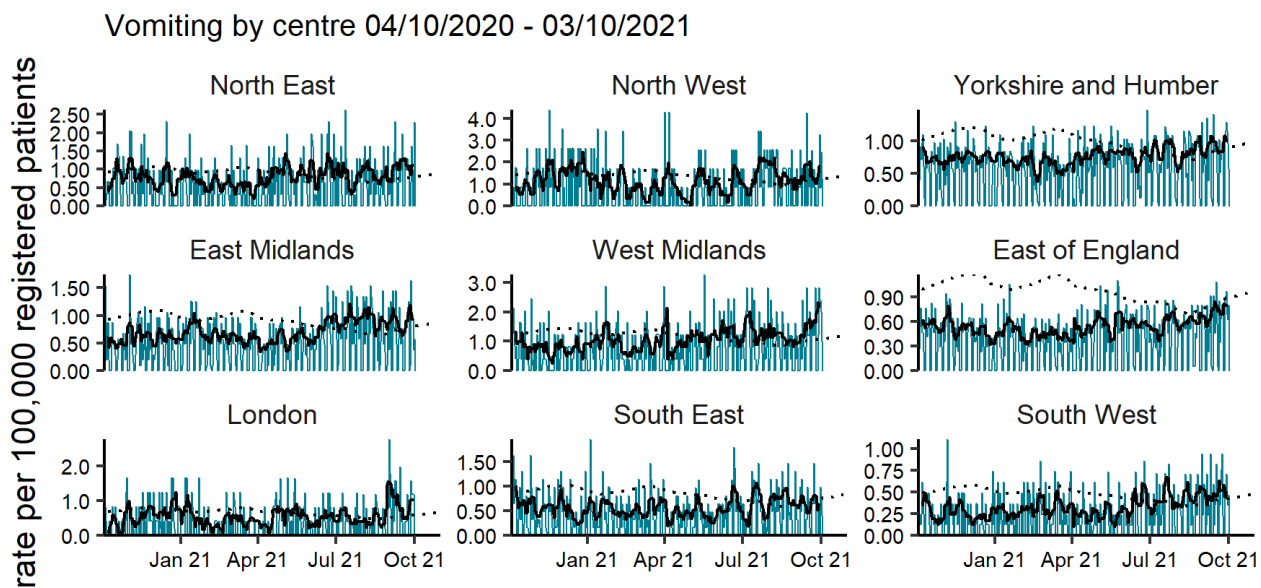 Vomiting by centre 04/10/2020 - 03/10/2021
rate per 100,000 registered patients
North East
2.50
2.00
1.50
1.00
0.50
0.00
North West
4.0
3.0
2.0
1.0
0.0
Yorkshire and Humber
1.00
0.50
0.00
East Midlands
1.50
1.00
0.50
0.00
West Midlands
3.0
2.0
1.0
0.0
East of England
0.90
0.60
0.30
0.00
London
2.0
1.0
0.0
South East
1.50
1.00
0.50
0.00
South West
1.00
0.75
0.50
0.25
0.00
Jan 21 Apr 21 Jul 21 Oct 21
Jan 21 Apr 21 Jul 21 Oct 21
Jan 21 Apr 21 Jul 21 Oct 21